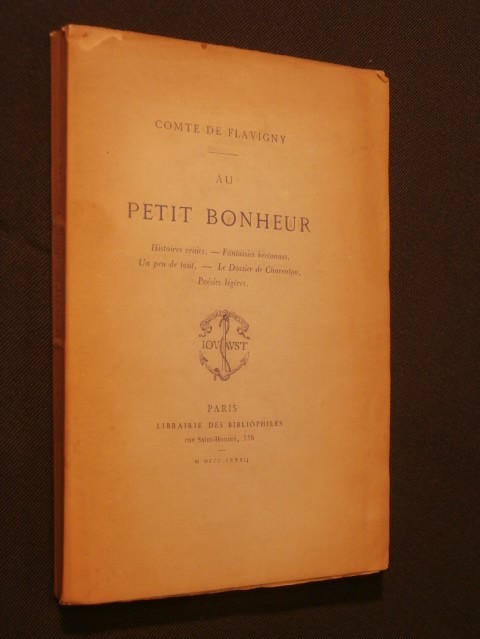 COMTE DE FLAVIGNY
AU
PETIT BONHEUR
Histoires vraies. — Fantaisies bretonnes.
Un peu de tout. — Le Dossier de Charenton.
Poésies légères.
IOVAVST
PARIS
LIBRAIRIE DES BIBLIOPHILES
rue Saint-Honoré, 338